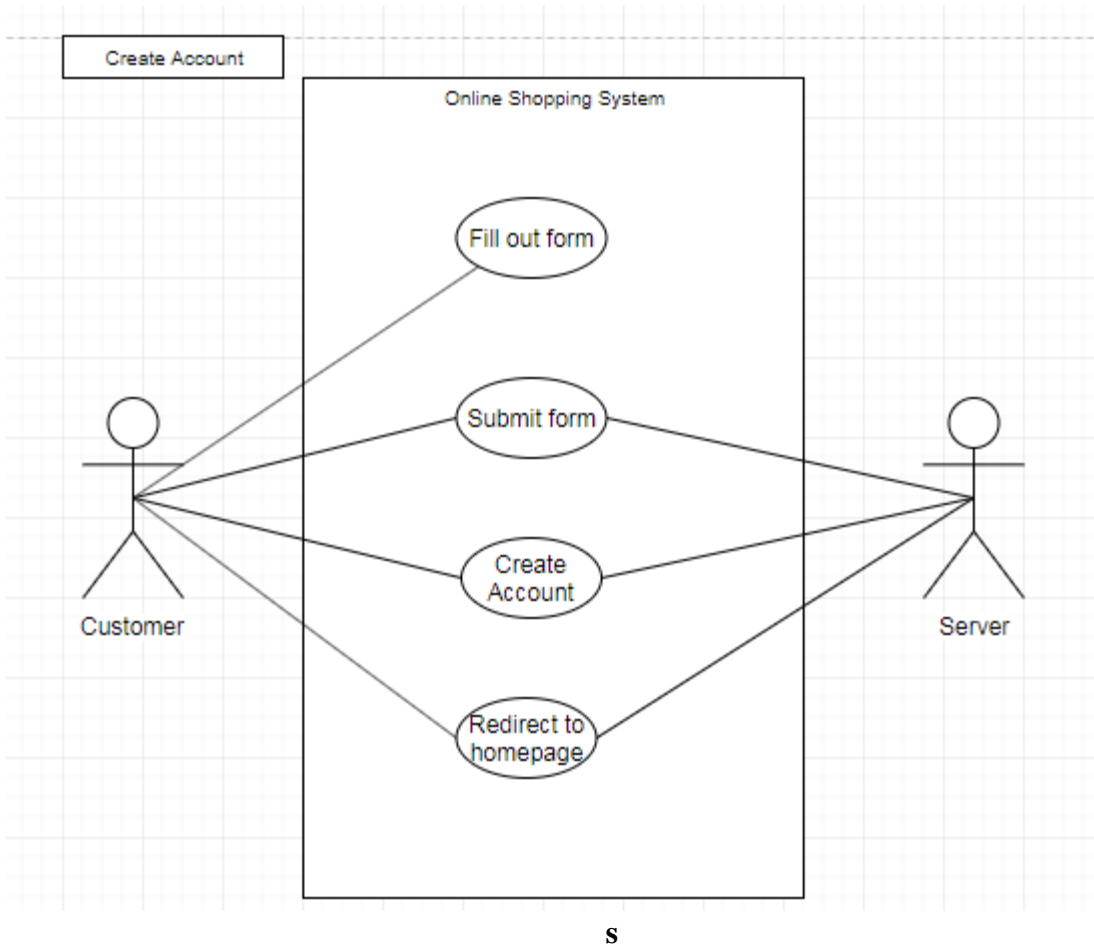 Create Account
Online Shopping System
Fill out form
Submit form
Create
Account
Customer
Server
Redirect to
homepage
s